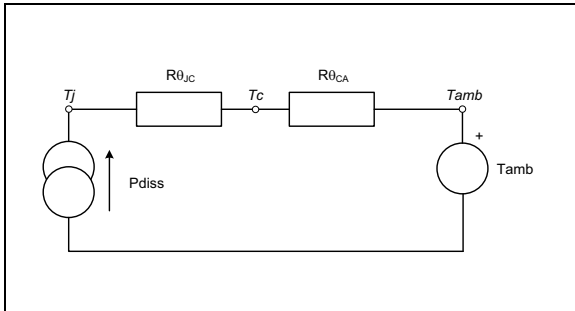 RθJC
RθCA
Tj
Tc
Tamb
+
Pdiss
Tamb